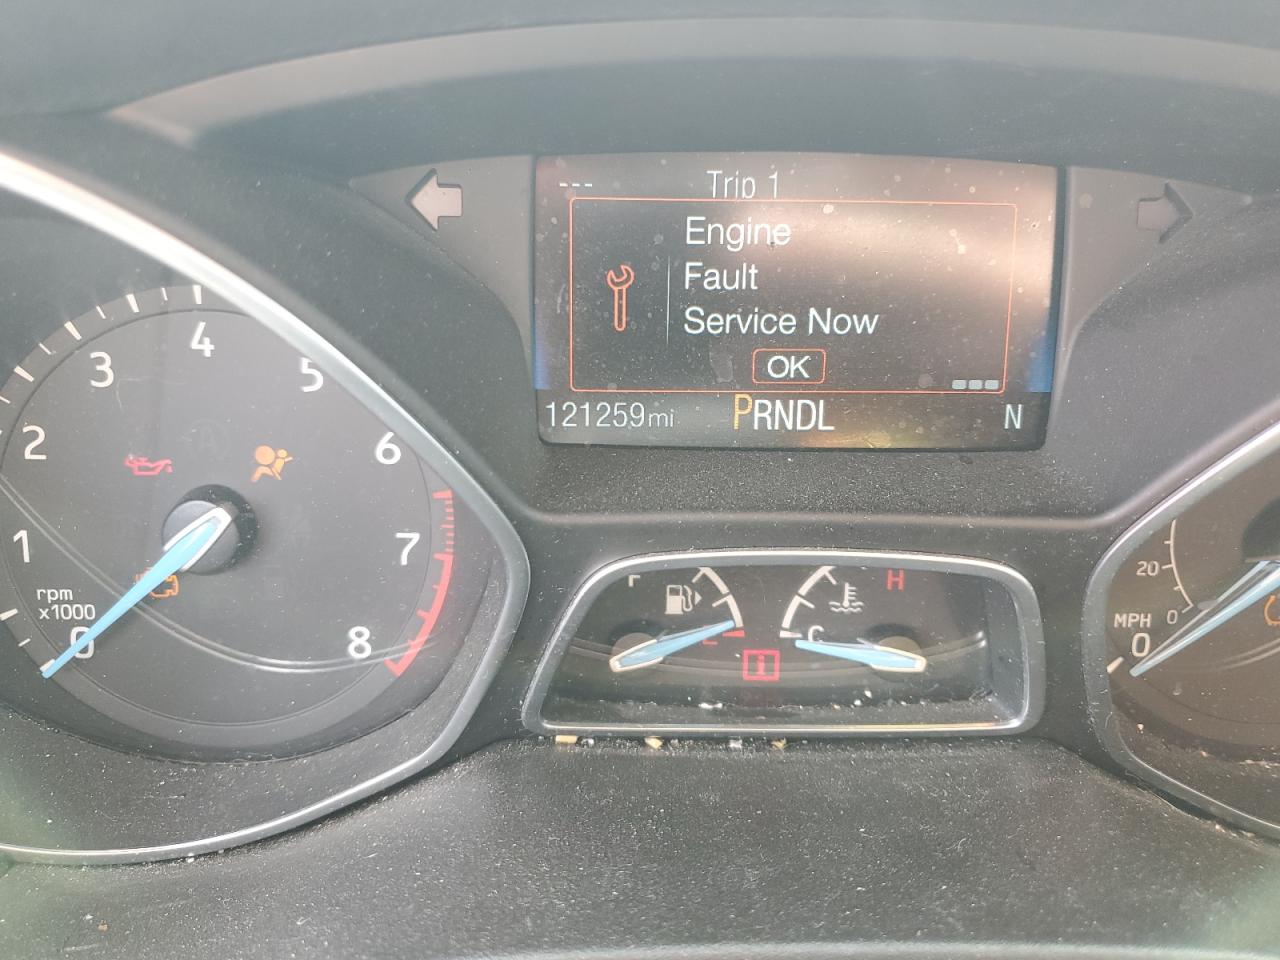 --- Trip 1
Engine
Fault
Service Now
OK
121259mi PRNDL N
4
3 5
2 6
1 7
rpm
x1000
0 8
F H
E C
i
20
MPH 0
0